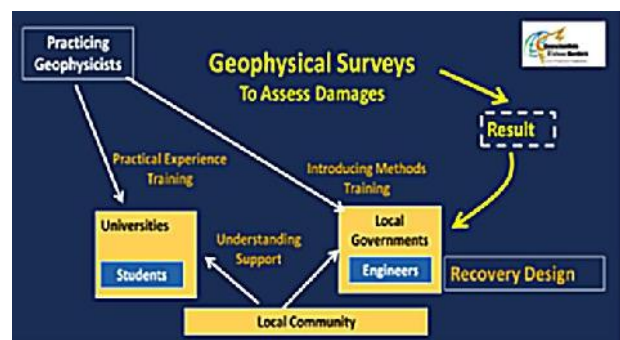 Practicing
Geophysicists
Geophysical Surveys
To Assess Damages
Result
Practical Experience
Training
Introducing Methods
Training
Universities
Students
Understanding
Support
Local
Governments
Engineers
Recovery Design
Local Community